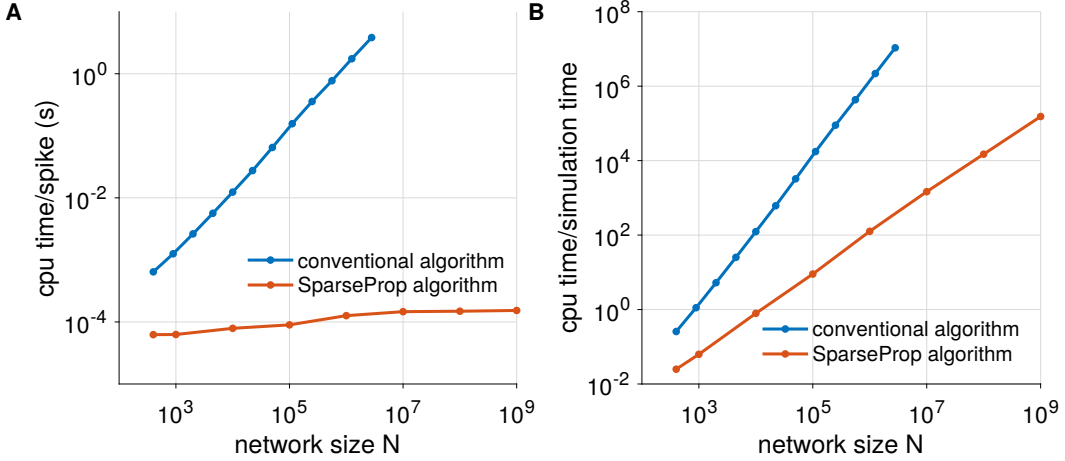 A
cpu time/spike (s)
10^0
10^-2
10^-4
conventional algorithm
SparseProp algorithm
10^3 10^5 10^7 10^9
network size N
B
cpu time/simulation time
10^8
10^6
10^4
10^2
10^0
10^-2
conventional algorithm
SparseProp algorithm
10^3 10^5 10^7 10^9
network size N